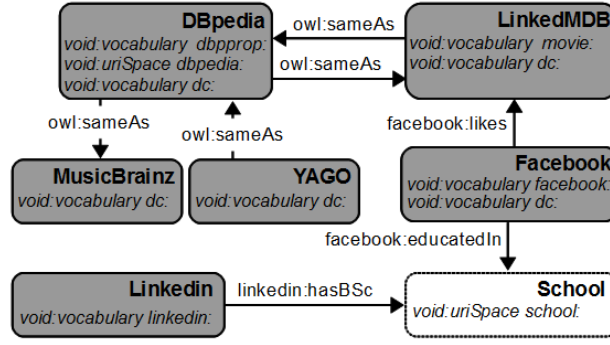 DBpedia
void:vocabulary dbpprop:
void:uriSpace dbpedia:
void:vocabulary dc:
owl:sameAs
owl:sameAs
LinkedMDB
void:vocabulary movie:
void:vocabulary dc:
owl:sameAs
owl:sameAs
facebook:likes
MusicBrainz
void:vocabulary dc:
YAGO
void:vocabulary dc:
Facebook
void:vocabulary facebook:
void:vocabulary dc:
facebook:educatedIn
Linkedin
void:vocabulary linkedin:
linkedin:hasBSc
School
void:uriSpace school: